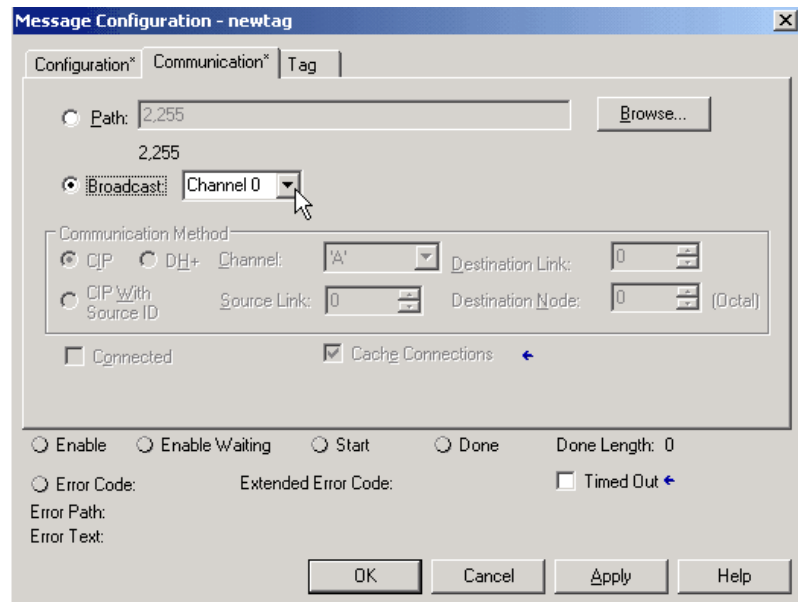 Message Configuration - newtag
Configuration* Communication* Tag
Path: 2,255 Browse...
2,255
Broadcast: Channel 0
Communication Method
CIP DH+ Channel: 'A' Destination Link: 0
CIP With Source ID Source Link: 0 Destination Node: 0 (Octal)
Connected Cache Connections
Enable Enable Waiting Start Done Done Length: 0
Error Code: Extended Error Code: Timed Out
Error Path:
Error Text:
OK Cancel Apply Help